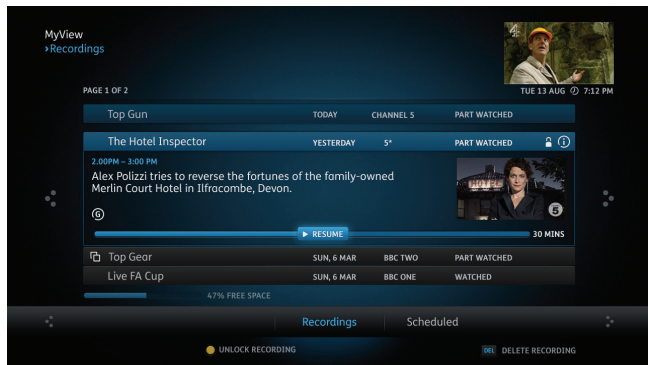 MyView
›Recordings
4
TUE 13 AUG 7:12 PM
PAGE 1 OF 2
Top Gun TODAY CHANNEL 5 PART WATCHED
The Hotel Inspector YESTERDAY 5* PART WATCHED i
2.00PM – 3:00 PM
Alex Polizzi tries to reverse the fortunes of the family-owned
Merlin Court Hotel in Ilfracombe, Devon.
HOTEL
G
5
RESUME 30 MINS
Top Gear SUN, 6 MAR BBC TWO PART WATCHED
Live FA Cup SUN, 6 MAR BBC ONE WATCHED
47% FREE SPACE
Recordings Scheduled
UNLOCK RECORDING DEL DELETE RECORDING